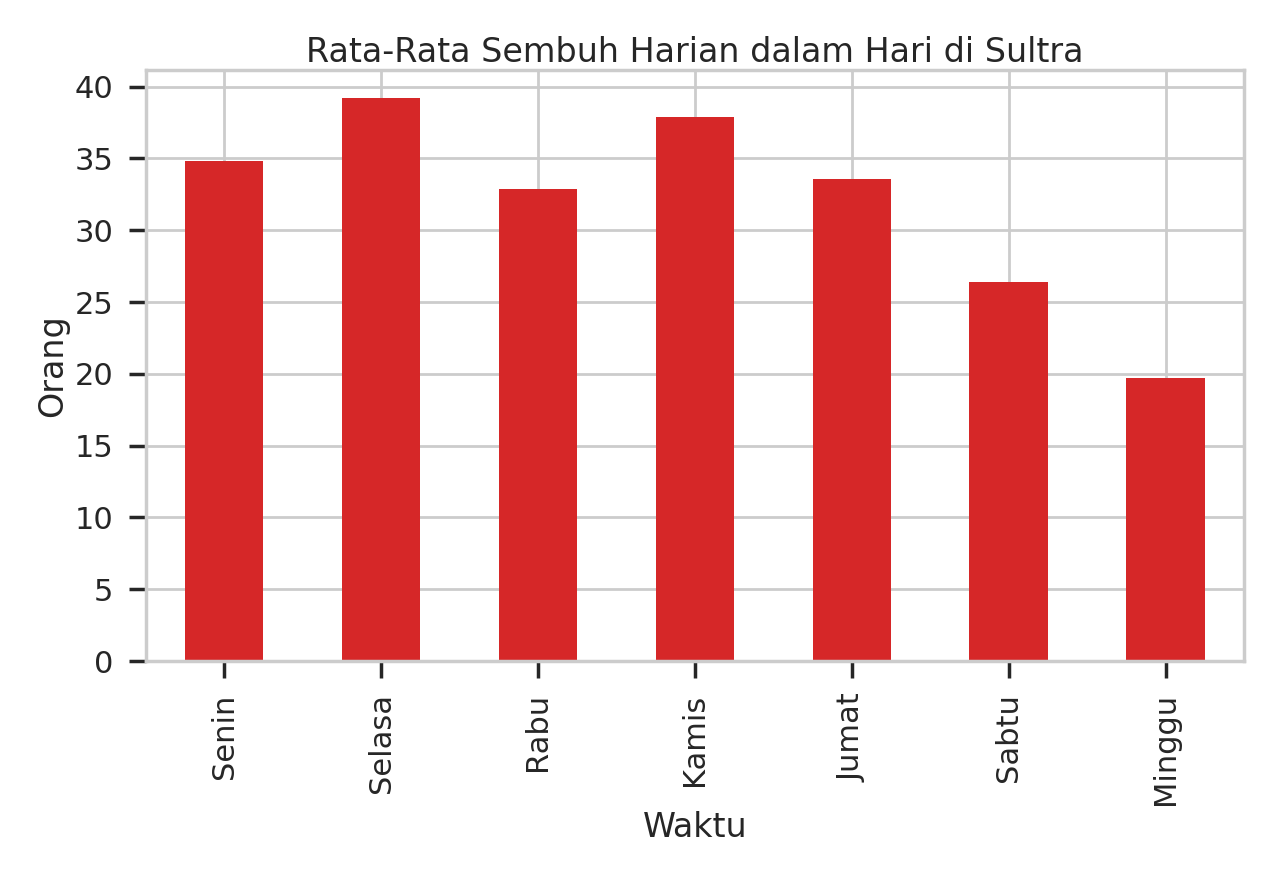 Rata-Rata Sembuh Harian dalam Hari di Sultra
40
35
30
25
20
15
10
5
0
Orang
Senin
Selasa
Rabu
Kamis
Jumat
Sabtu
Minggu
Waktu